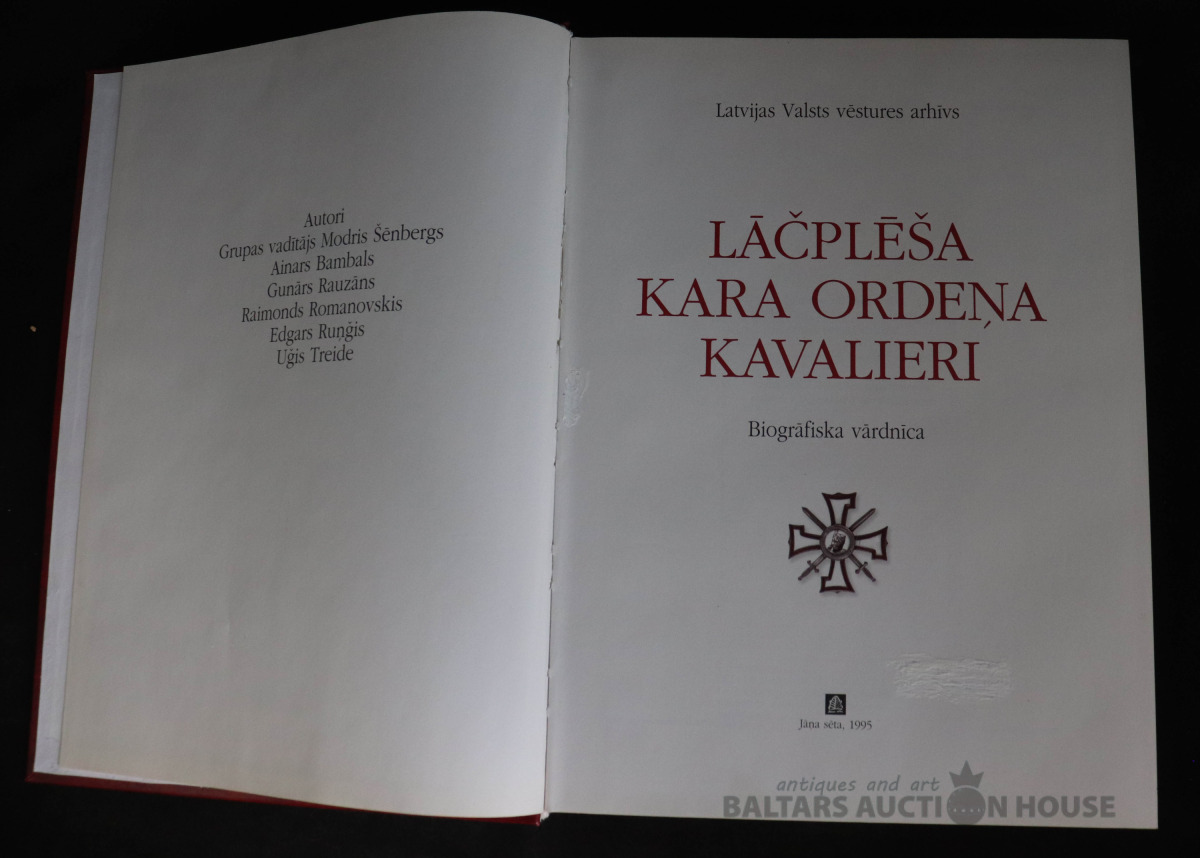 Autori
Grupas vadītājs Modris Šēnbergs
Ainars Bambals
Gunārs Rauzāns
Raimonds Romanovskis
Edgars Ruņģis
Uģis Treide
Latvijas Valsts vēstures arhīvs
LĀČPLĒŠA
KARA ORDEŅA
KAVALIERI
Biogrāfiska vārdnīca
Jāņa sēta, 1995
antiques and art
BALTARS AUCTION HOUSE